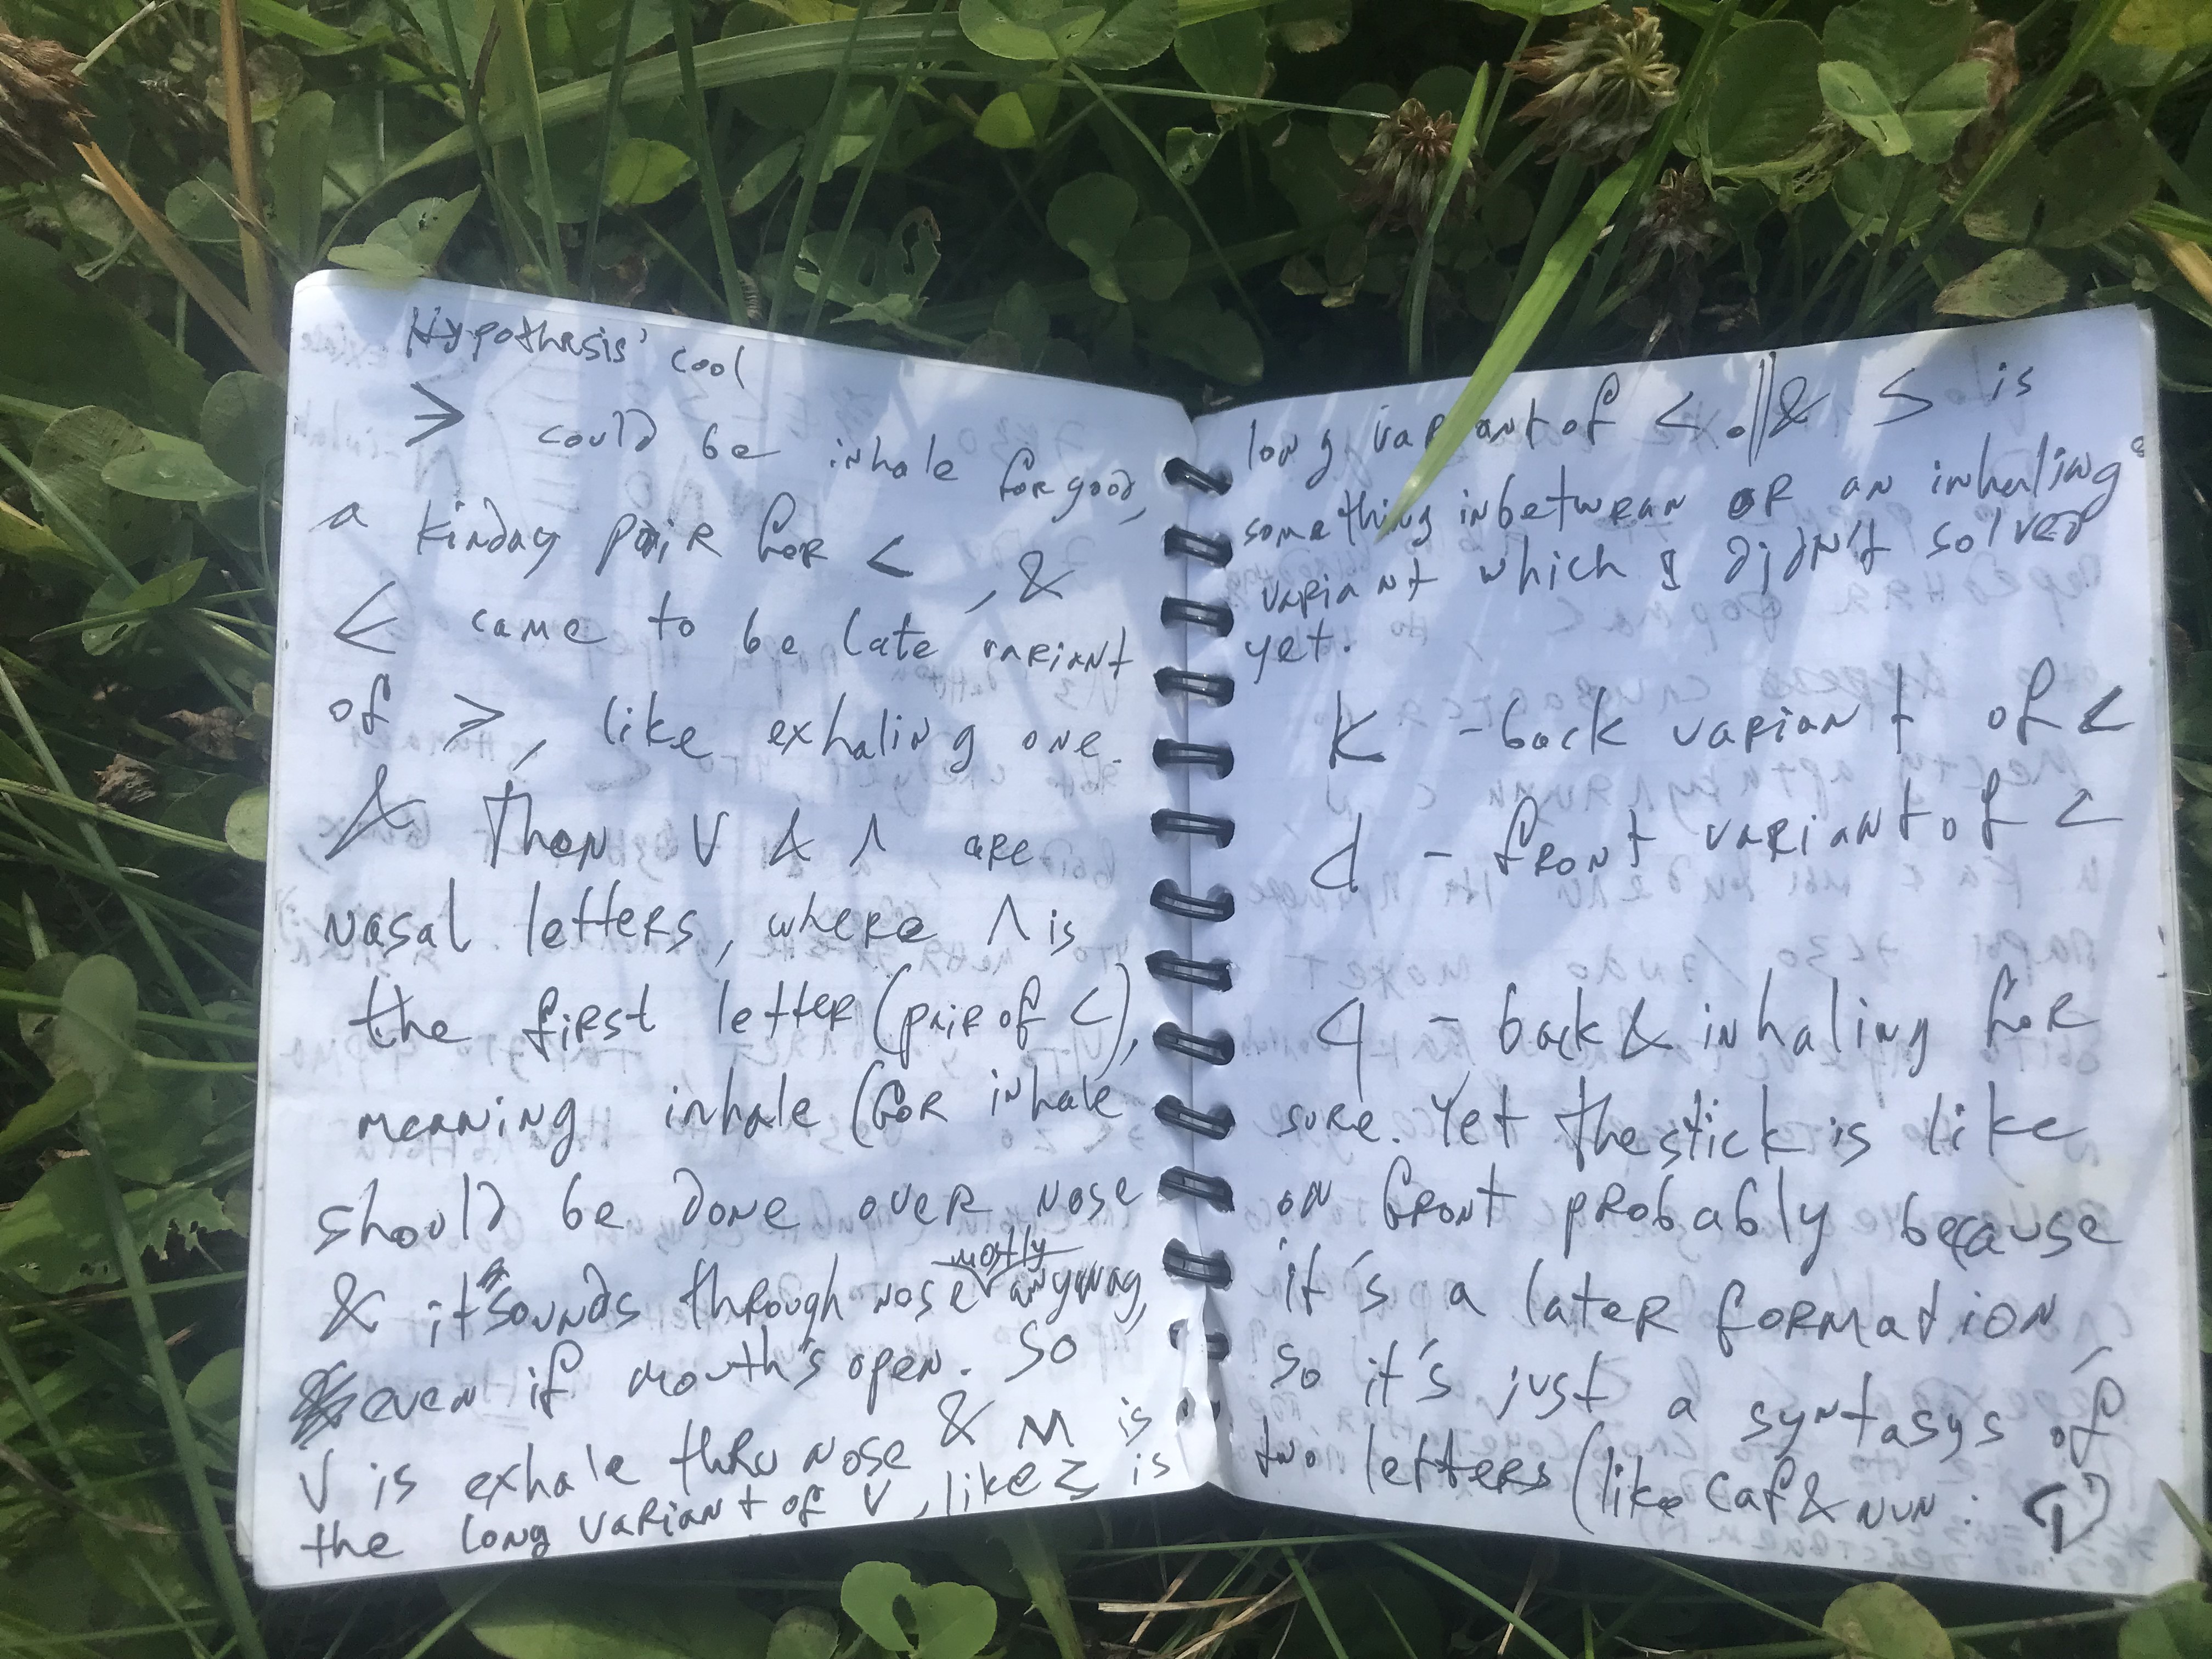 Hypothesis' cool
→ could be inhale for good,
a kinday pair for <, &
< came to be late meant
of >, like exhaling one.
& Then V & Λ are
nasal letters, where Λ is
the first letter (pair of C),
meaning inhale (for inhale
should be done over nose
& it sounds through nose mostly anyway,
even if mouth's open. So
V is exhale thru nose & M is
the long variant of V, like Σ is
long variant of < & S is
something inbetween or an inhaling
variant which I didn't solved
yet.
K - back variant of <
d - front variant of <
q - back & inhaling for
sure. Yet the stick is like
on front probably because
it's a later formation,
so it's just a syntasys of
two letters (like caf & nun in